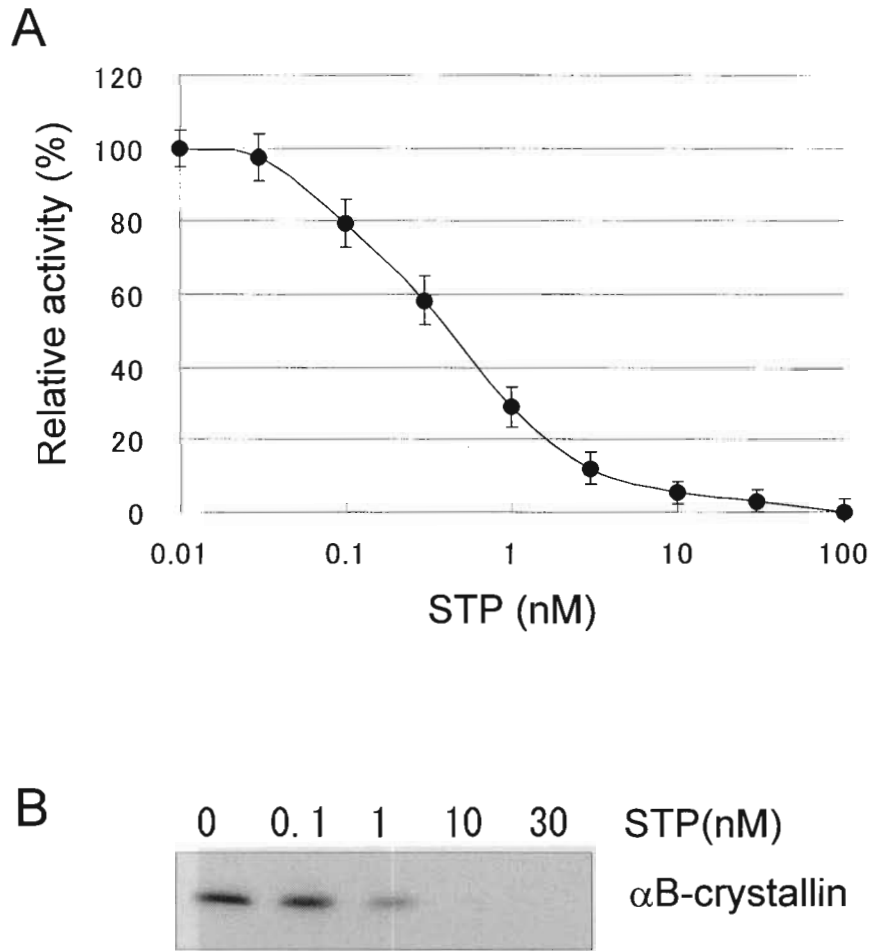 A
120
100
80
60
40
20
0
Relative activity (%)
0.01 0.1 1 10 100
STP (nM)
B
0 0.1 1 10 30 STP(nM)
αB-crystallin